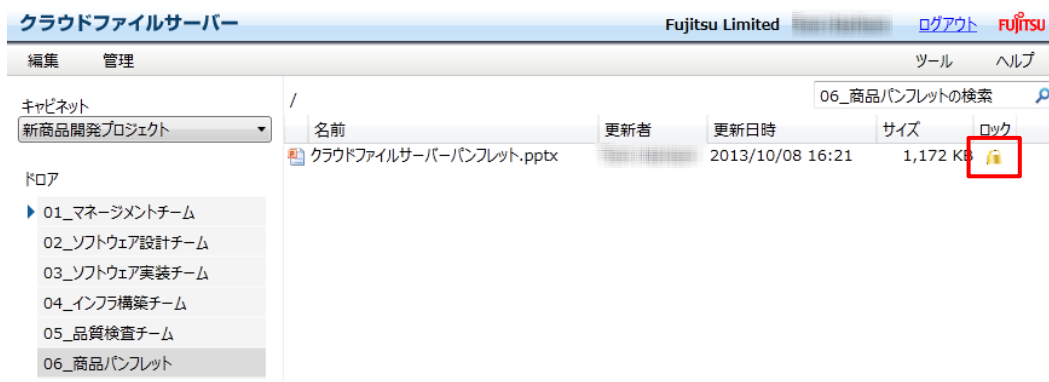 クラウドファイルサーバー Fujitsu Limited ログアウト FUJITSU
編集 管理 ツール ヘルプ
キャビネット
新商品開発プロジェクト
ドロア
01_マネージメントチーム
02_ソフトウェア設計チーム
03_ソフトウェア実装チーム
04_インフラ構築チーム
05_品質検査チーム
06_商品パンフレット
/ 06_商品パンフレットの検索
名前 更新者 更新日時 サイズ ロック
クラウドファイルサーバーパンフレット.pptx 2013/10/08 16:21 1,172 KB